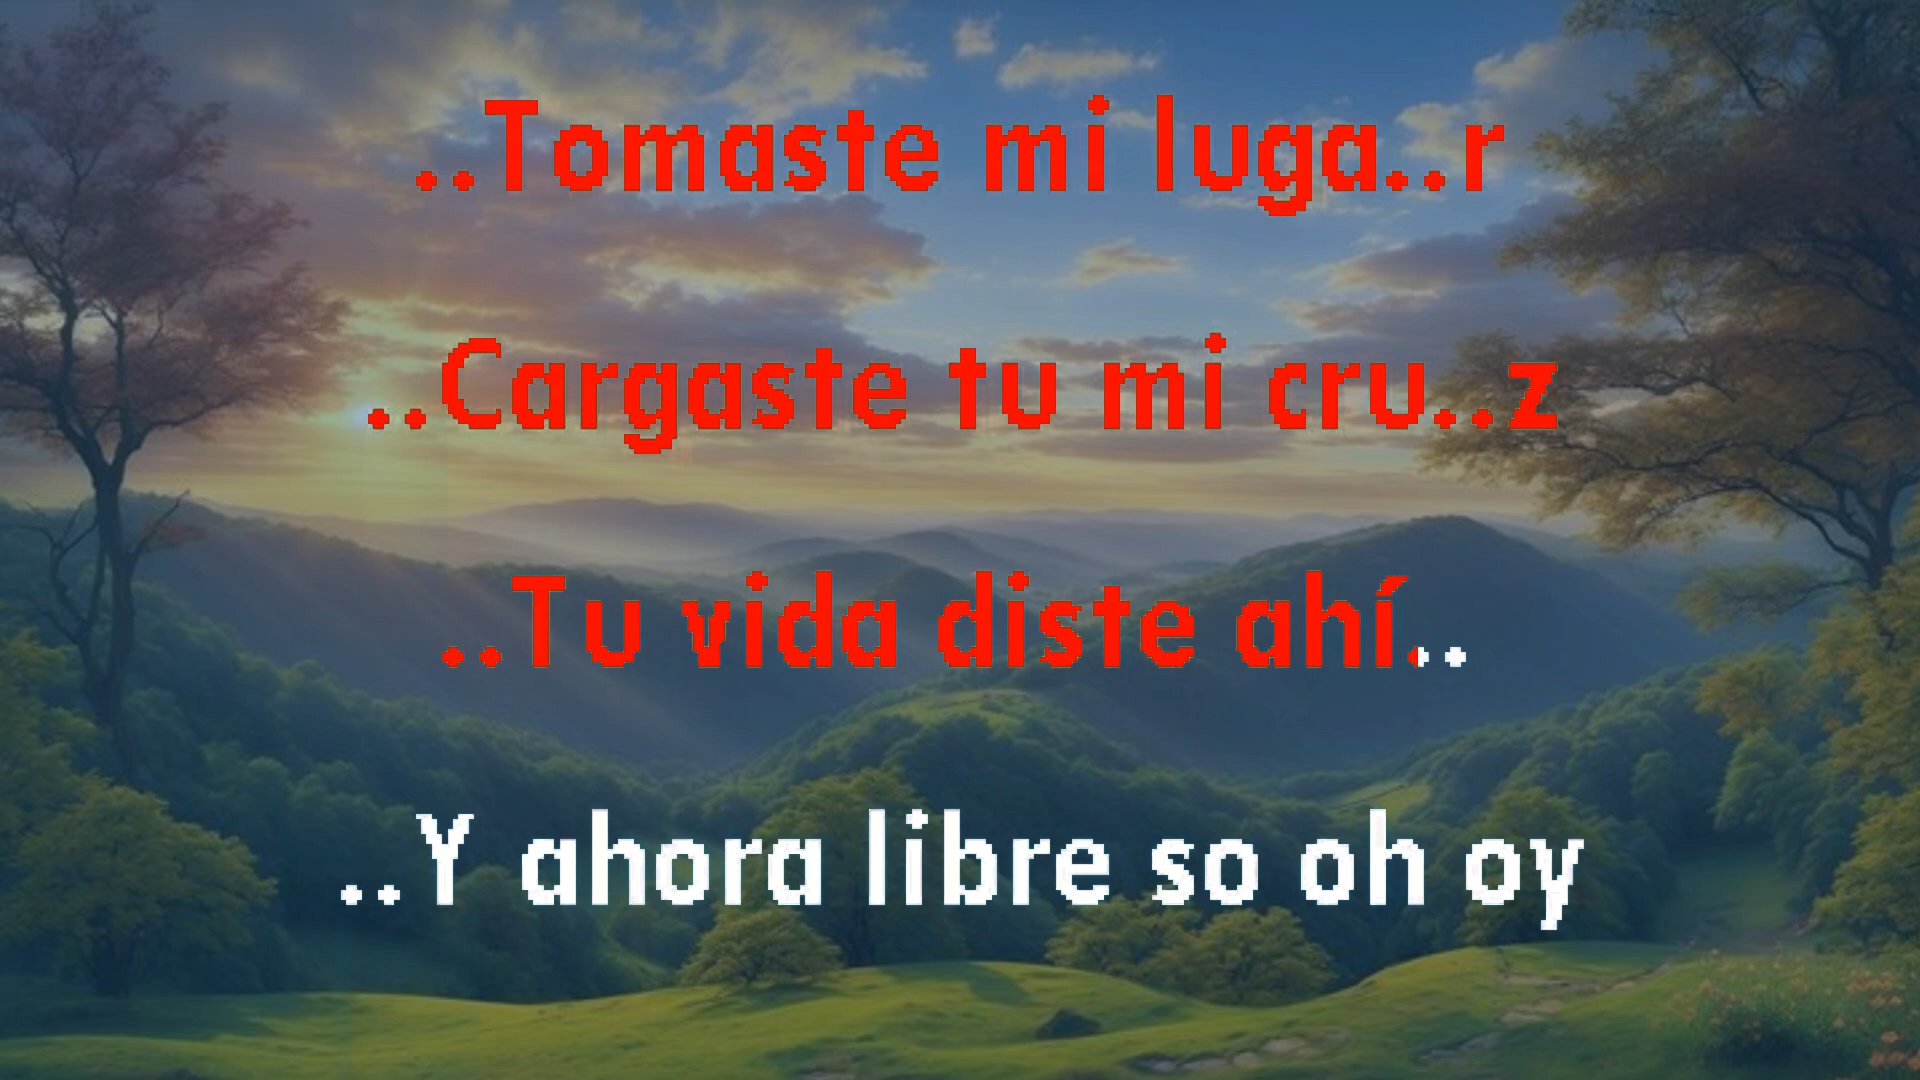 ..Tomaste mi luga..r
..Cargaste tu mi cru..z
..Tu vida diste ahí..
..Y ahora libre so oh oy